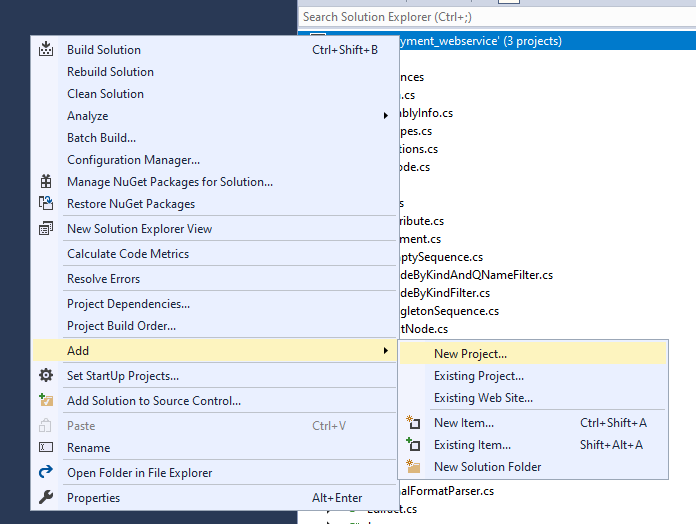 Search Solution Explorer (Ctrl+;)
yment_webservice' (3 projects)
Build Solution Ctrl+Shift+B
Rebuild Solution
Clean Solution
Analyze
Batch Build...
Configuration Manager...
Manage NuGet Packages for Solution...
Restore NuGet Packages
New Solution Explorer View
Calculate Code Metrics
Resolve Errors
Project Dependencies...
Project Build Order...
Add
Set StartUp Projects...
Add Solution to Source Control...
Paste Ctrl+V
Rename
Open Folder in File Explorer
Properties Alt+Enter
ences
.cs
mblyInfo.cs
pes.cs
tions.cs
ode.cs
s
ribute.cs
ment.cs
ptySequence.cs
deByKindAndQNameFilter.cs
deByKindFilter.cs
gletonSequence.cs
tNode.cs
New Project...
Existing Project...
Existing Web Site...
New Item... Ctrl+Shift+A
Existing Item... Shift+Alt+A
New Solution Folder
alFormatParser.cs
Edifact.cs